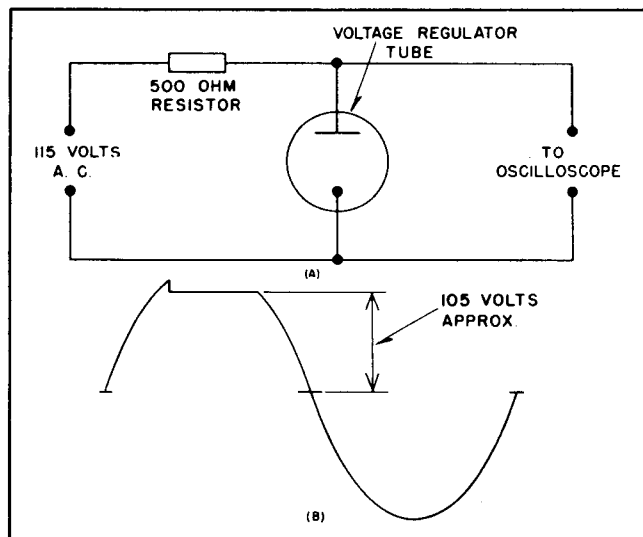 VOLTAGE REGULATOR
TUBE
500 OHM
RESISTOR
115 VOLTS
A. C.
TO
OSCILLOSCOPE
(A)
105 VOLTS
APPROX.
(B)